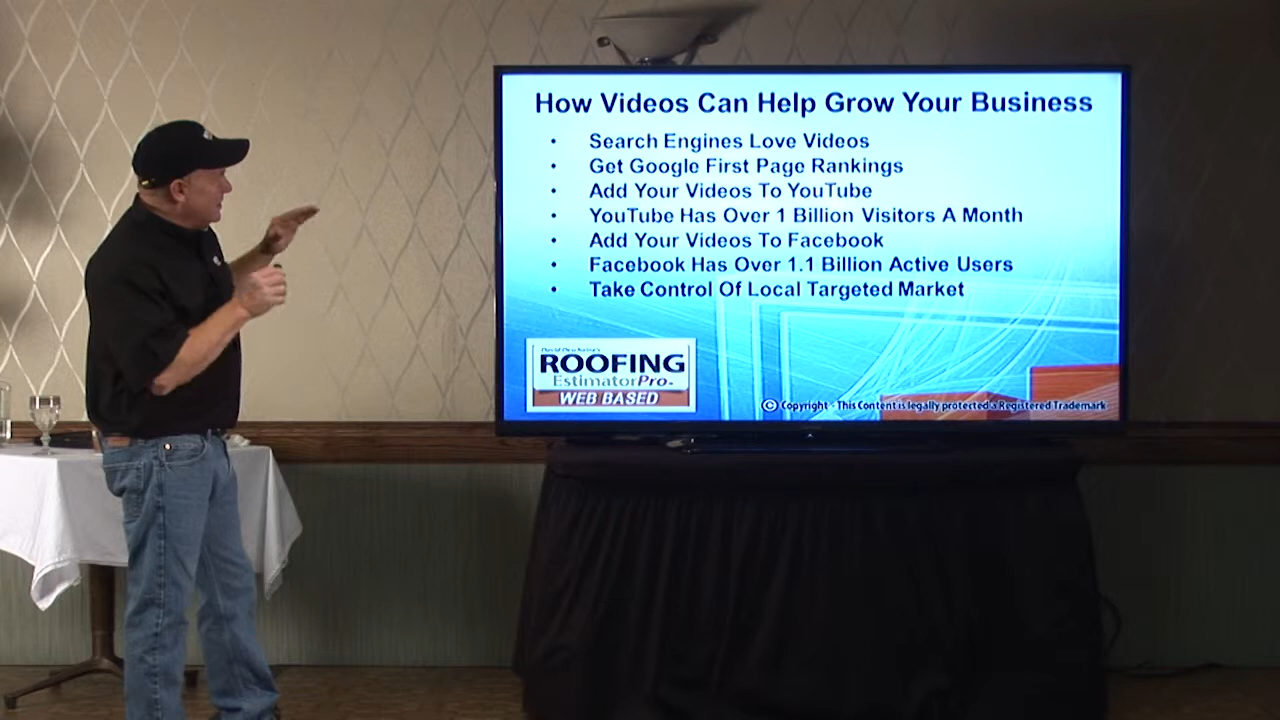 How Videos Can Help Grow Your Business
• Search Engines Love Videos
• Get Google First Page Rankings
• Add Your Videos To YouTube
• YouTube Has Over 1 Billion Visitors A Month
• Add Your Videos To Facebook
• Facebook Has Over 1.1 Billion Active Users
• Take Control Of Local Targeted Market
ROOFING
EstimatorPro
WEB BASED
© Copyright - This Content is legally protected a Registered Trademark